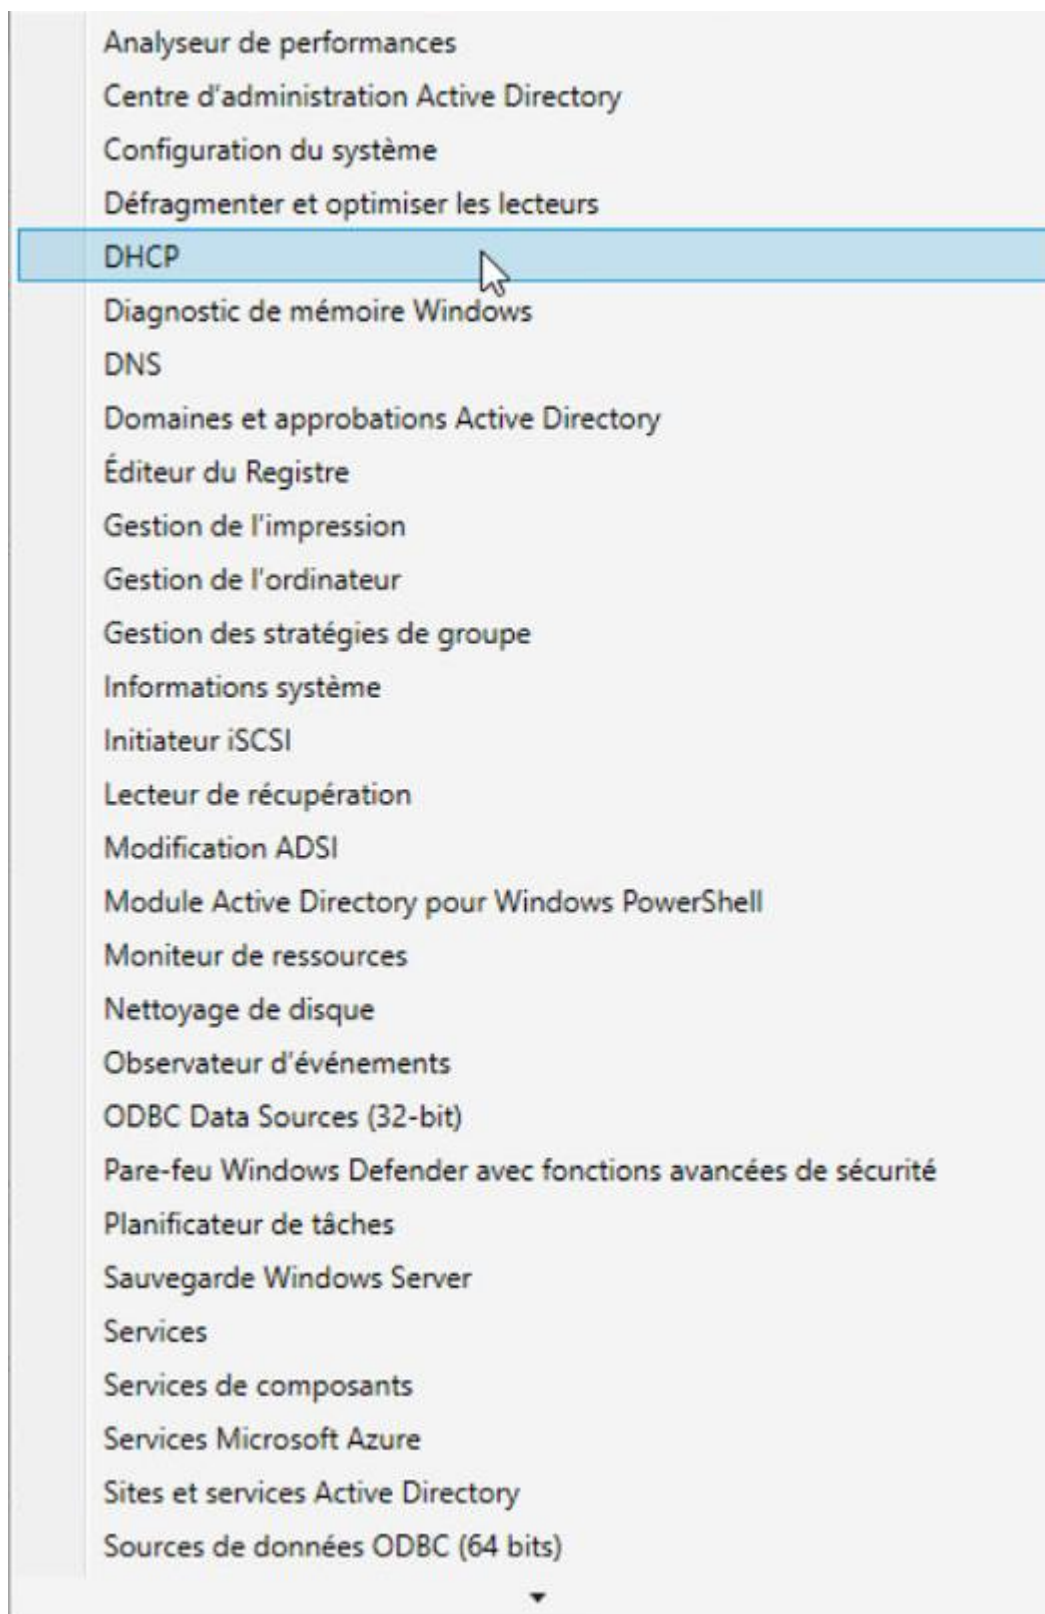 Analyseur de performances
Centre d'administration Active Directory
Configuration du système
Défragmenter et optimiser les lecteurs
DHCP
Diagnostic de mémoire Windows
DNS
Domaines et approbations Active Directory
Éditeur du Registre
Gestion de l'impression
Gestion de l'ordinateur
Gestion des stratégies de groupe
Informations système
Initiateur iSCSI
Lecteur de récupération
Modification ADSI
Module Active Directory pour Windows PowerShell
Moniteur de ressources
Nettoyage de disque
Observateur d'événements
ODBC Data Sources (32-bit)
Pare-feu Windows Defender avec fonctions avancées de sécurité
Planificateur de tâches
Sauvegarde Windows Server
Services
Services de composants
Services Microsoft Azure
Sites et services Active Directory
Sources de données ODBC (64 bits)